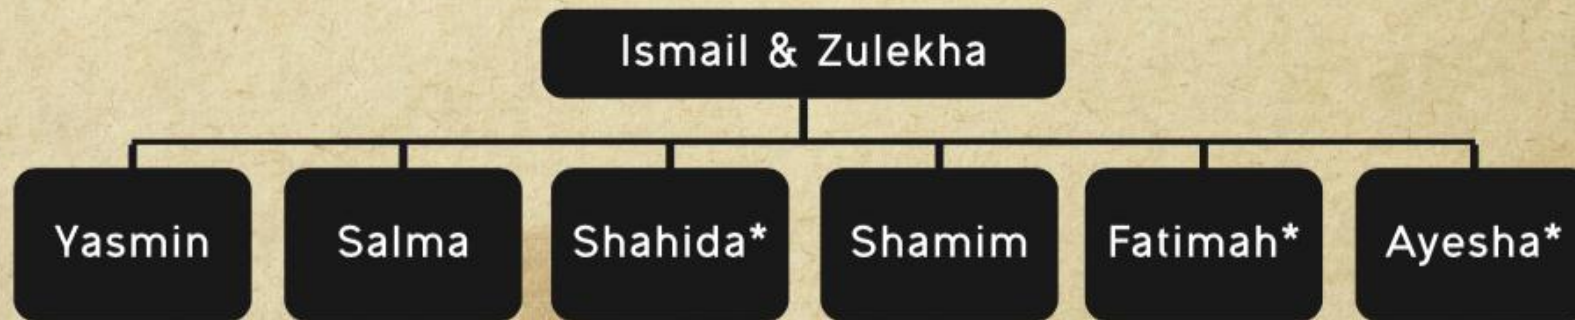 Ismail & Zulekha
Yasmin
Salma
Shahida*
Shamim
Fatimah*
Ayesha*